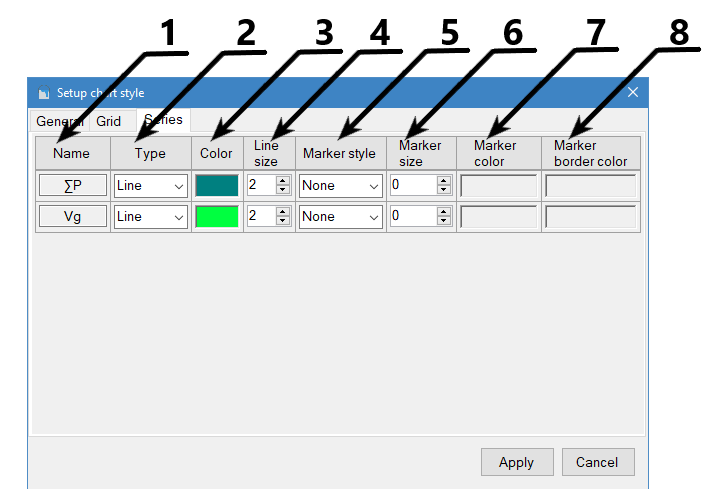 1 2 3 4 5 6 7 8
Setup chart style
General Grid Series
Name Type Color Line size Marker style Marker size Marker color Marker border color
∑P Line 2 None 0
Vg Line 2 None 0
Apply Cancel